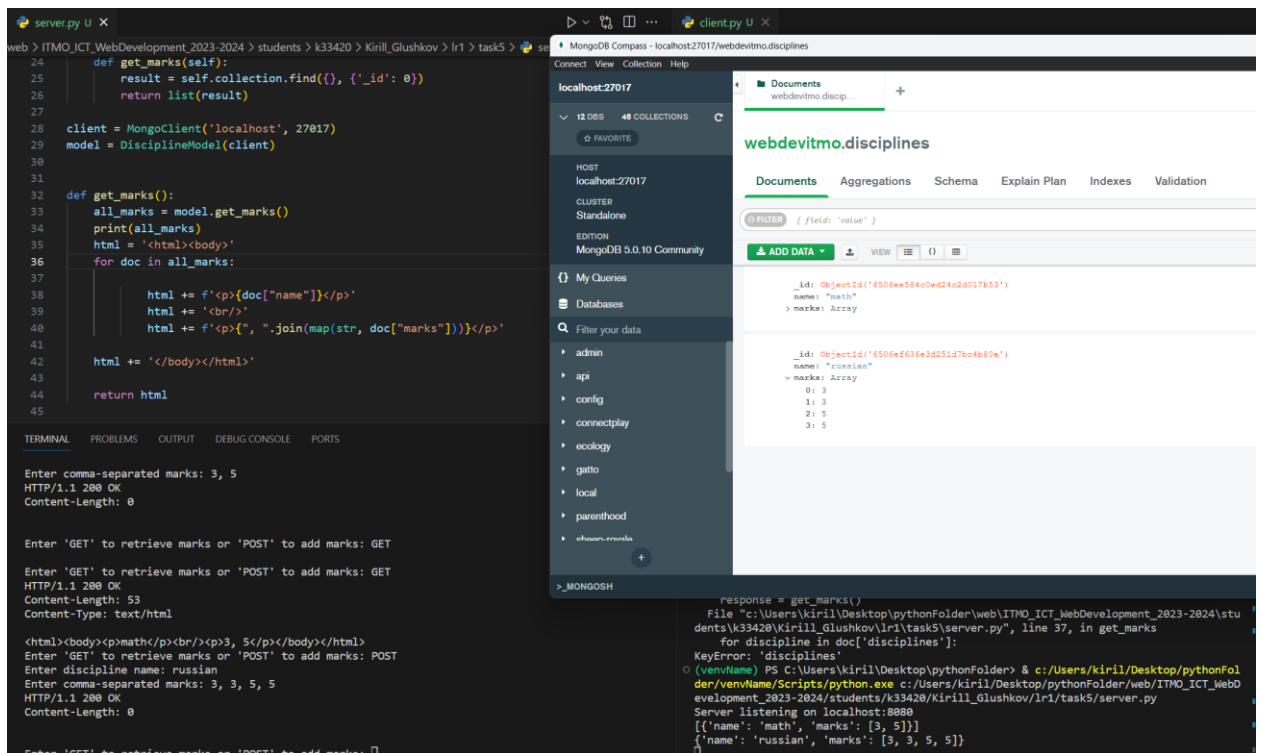 server.py U
client.py U
web > ITMO_ICT_WebDevelopment_2023-2024 > students > k33420 > Kirill_Glushkov > lr1 > task5 > se
24 def get_marks(self):
25 result = self.collection.find({}, {'_id': 0})
26 return list(result)
27
28 client = MongoClient('localhost', 27017)
29 model = DisciplineModel(client)
30
31
32 def get_marks():
33 all_marks = model.get_marks()
34 print(all_marks)
35 html = '<html><body>'
36 for doc in all_marks:
37
38 html += f'<p>{doc["name"]}</p>'
39 html += '<br/>'
40 html += f'<p>{", ".join(map(str, doc["marks"]))}</p>'
41
42 html += '</body></html>'
43
44 return html
45
TERMINAL PROBLEMS OUTPUT DEBUG CONSOLE PORTS
Enter comma-separated marks: 3, 5
HTTP/1.1 200 OK
Content-Length: 0
Enter 'GET' to retrieve marks or 'POST' to add marks: GET
Enter 'GET' to retrieve marks or 'POST' to add marks: GET
HTTP/1.1 200 OK
Content-Length: 53
Content-Type: text/html
<html><body><p>math</p><br/><p>3, 5</p></body></html>
Enter 'GET' to retrieve marks or 'POST' to add marks: POST
Enter discipline name: russian
Enter comma-separated marks: 3, 3, 5, 5
HTTP/1.1 200 OK
Content-Length: 0
Enter 'GET' to retrieve marks or 'POST' to add marks:
MongoDB Compass - localhost:27017/webdevitmo.disciplines
Connect View Collection Help
localhost:27017
12 DBS 46 COLLECTIONS
FAVORITE
HOST
localhost:27017
CLUSTER
Standalone
EDITION
MongoDB 5.0.10 Community
{} My Queries
Databases
Filter your data
admin
api
config
connectplay
ecology
gatto
local
parenthood
sheep-royale
+
>_MONGOSH
Documents
webdevitmo.discip...
+
webdevitmo.disciplines
Documents Aggregations Schema Explain Plan Indexes Validation
FILTER { field: 'value' }
ADD DATA VIEW {}
_id: ObjectId('6506ee584c0ed24c2d017b53')
name: "math"
> marks: Array
_id: ObjectId('6506ef636e3d251d7bc4b80e')
name: "russian"
marks: Array
0: 3
1: 3
2: 5
3: 5
response = get_marks()
File "c:\Users\kiril\Desktop\pythonFolder\web\ITMO_ICT_WebDevelopment_2023-2024\stu
dents\k33420\Kirill_Glushkov\lr1\task5\server.py", line 37, in get_marks
for discipline in doc['disciplines']:
KeyError: 'disciplines'
(venvName) PS C:\Users\kiril\Desktop\pythonFolder> & c:/Users/kiril/Desktop/pythonFol
der/venvName/Scripts/python.exe c:/Users/kiril/Desktop/pythonFolder/web/ITMO_ICT_WebD
evelopment_2023-2024/students/k33420/Kirill_Glushkov/lr1/task5/server.py
Server listening on localhost:8080
[{'name': 'math', 'marks': [3, 5]}]
{'name': 'russian', 'marks': [3, 3, 5, 5]}